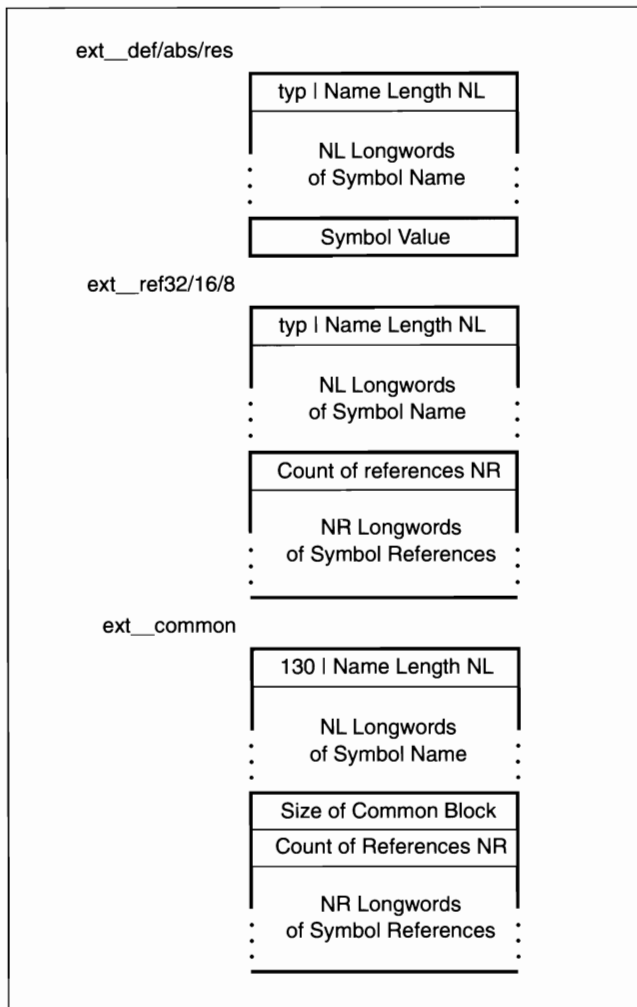 ext__def/abs/res
typ | Name Length NL
NL Longwords
of Symbol Name
Symbol Value
ext__ref32/16/8
typ | Name Length NL
NL Longwords
of Symbol Name
Count of references NR
NR Longwords
of Symbol References
ext__common
130 | Name Length NL
NL Longwords
of Symbol Name
Size of Common Block
Count of References NR
NR Longwords
of Symbol References